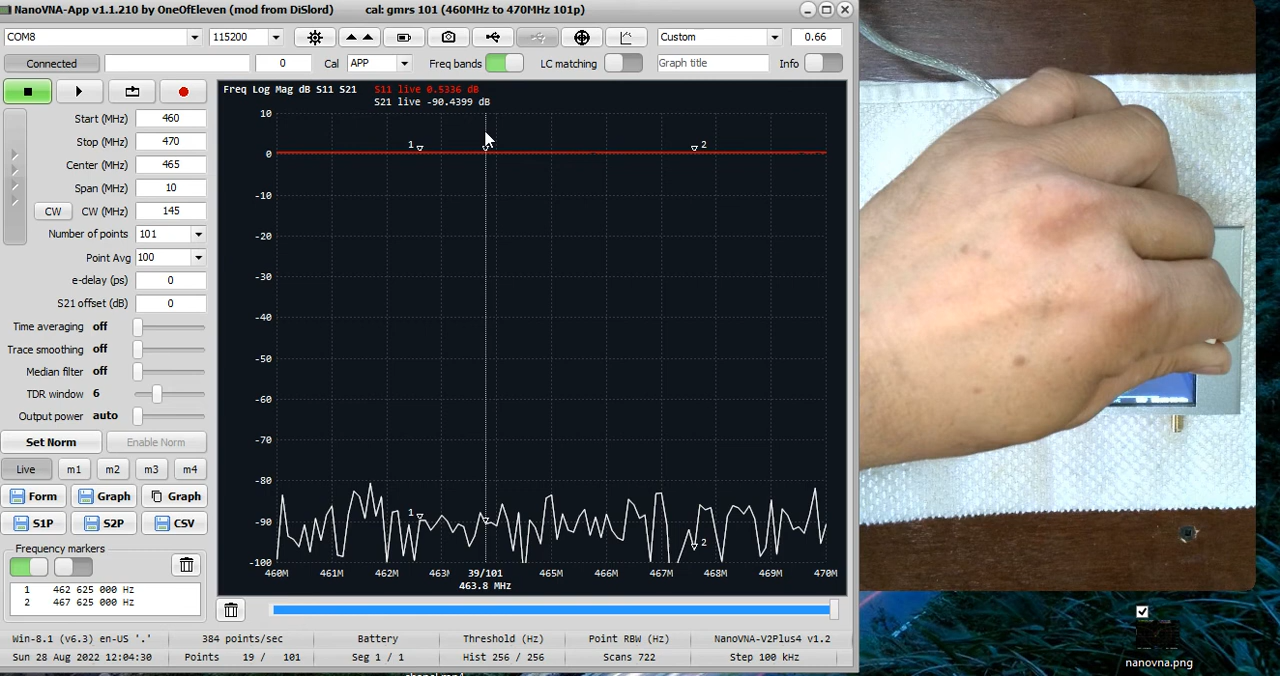 NanoVNA-App v1.1.210 by OneOfEleven (mod from DiSlord) cal: gmrs 101 (460MHz to 470MHz 101p)
COM8 115200 Custom 0.66
Connected 0 Cal APP Freq bands LC matching Graph title Info
Freq Log Mag dB S11 S21 S11 live 0.5336 dB
S21 live -90.4399 dB
Start (MHz) 460
Stop (MHz) 470
Center (MHz) 465
Span (MHz) 10
CW CW (MHz) 145
Number of points 101
Point Avg 100
e-delay (ps) 0
S21 offset (dB) 0
Time averaging off
Trace smoothing off
Median filter off
TDR window 6
Output power auto
Set Norm Enable Norm
Live m1 m2 m3 m4
Form Graph Graph
S1P S2P CSV
Frequency markers
1 462 625 000 Hz
2 467 625 000 Hz
10
0
-10
-20
-30
-40
-50
-60
-70
-80
-90
-100
1 2
1 2
460M 461M 462M 463M 39/101 465M 466M 467M 468M 469M 470M
463.8 MHz
Win-8.1 (v6.3) en-US '.' 384 points/sec Battery Threshold (Hz) Point RBW (Hz) NanoVNA-V2Plus4 v1.2
Sun 28 Aug 2022 12:04:30 Points 19 / 101 Seg 1 / 1 Hist 256 / 256 Scans 722 Step 100 kHz
nanovna.png